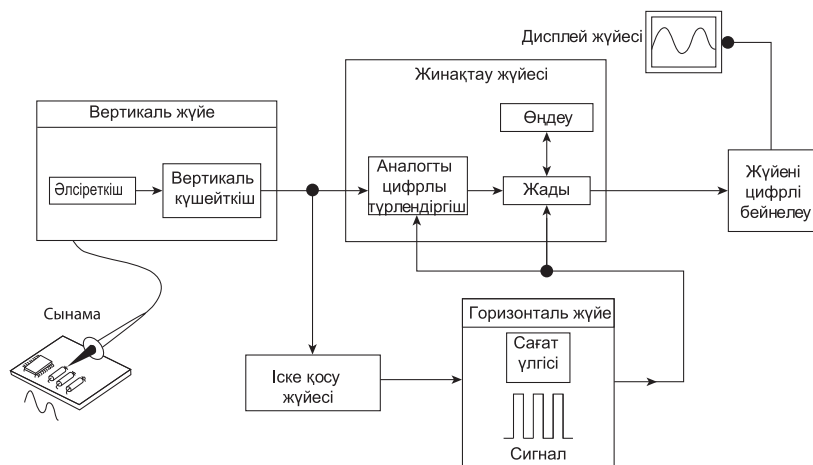 Дисплей жүйесі
Жинақтау жүйесі
Вертикаль жүйе
Өңдеу
Әлсіреткіш
Вертикаль
күшейткіш
Аналогты
цифрлы
түрлендіргіш
Жады
Жүйені
цифрлі
бейнелеу
Сынама
Горизонталь жүйе
Сағат
үлгісі
Іске қосу
жүйесі
Сигнал